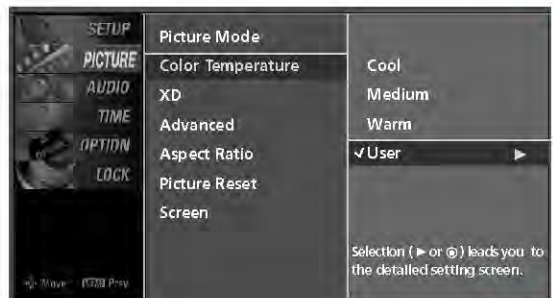 SETUP
PICTURE
AUDIO
TIME
OPTION
LOCK
Move Prev.
Picture Mode
Color Temperature
XD
Advanced
Aspect Ratio
Picture Reset
Screen
Cool
Medium
Warm
✓User ▶
Selection ( ▶ or ◉ ) leads you to
the detailed setting screen.